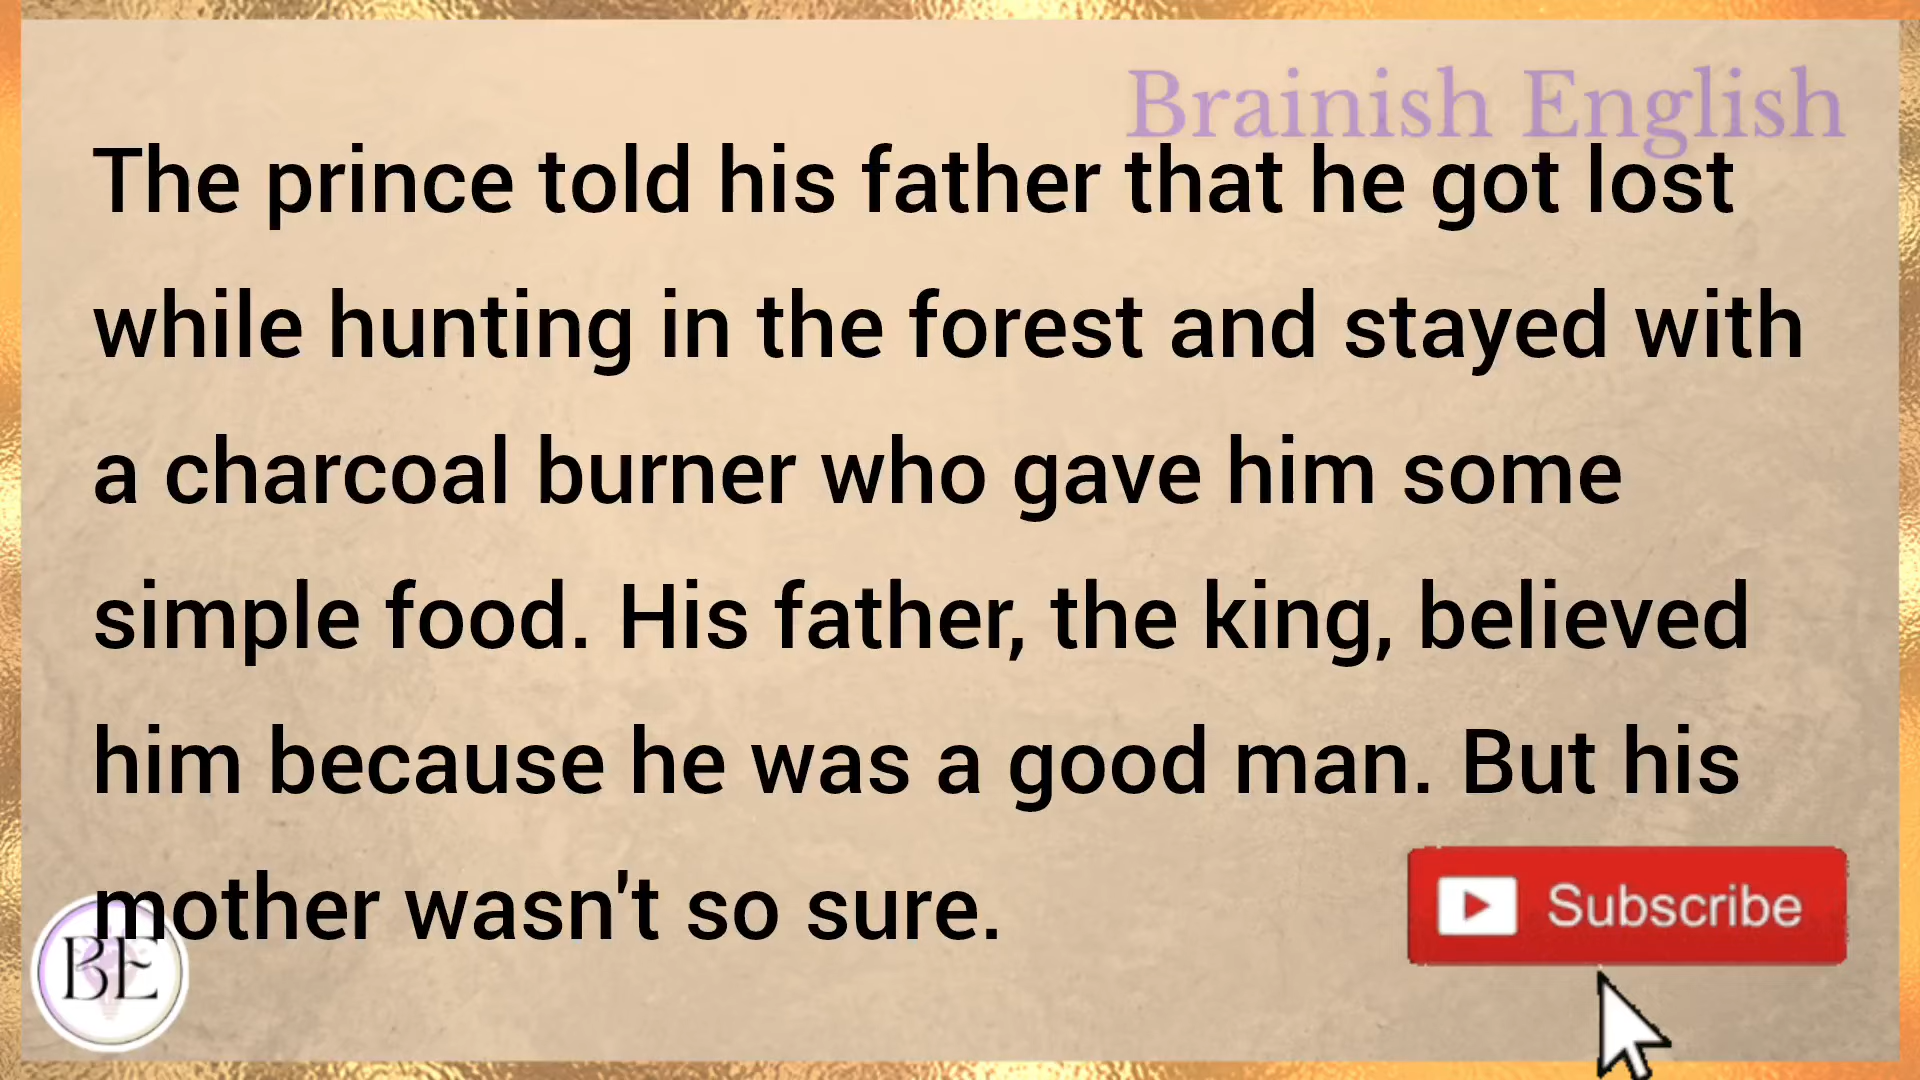 Brainish English
The prince told his father that he got lost
while hunting in the forest and stayed with
a charcoal burner who gave him some
simple food. His father, the king, believed
him because he was a good man. But his
mother wasn't so sure.
Subscribe
BE